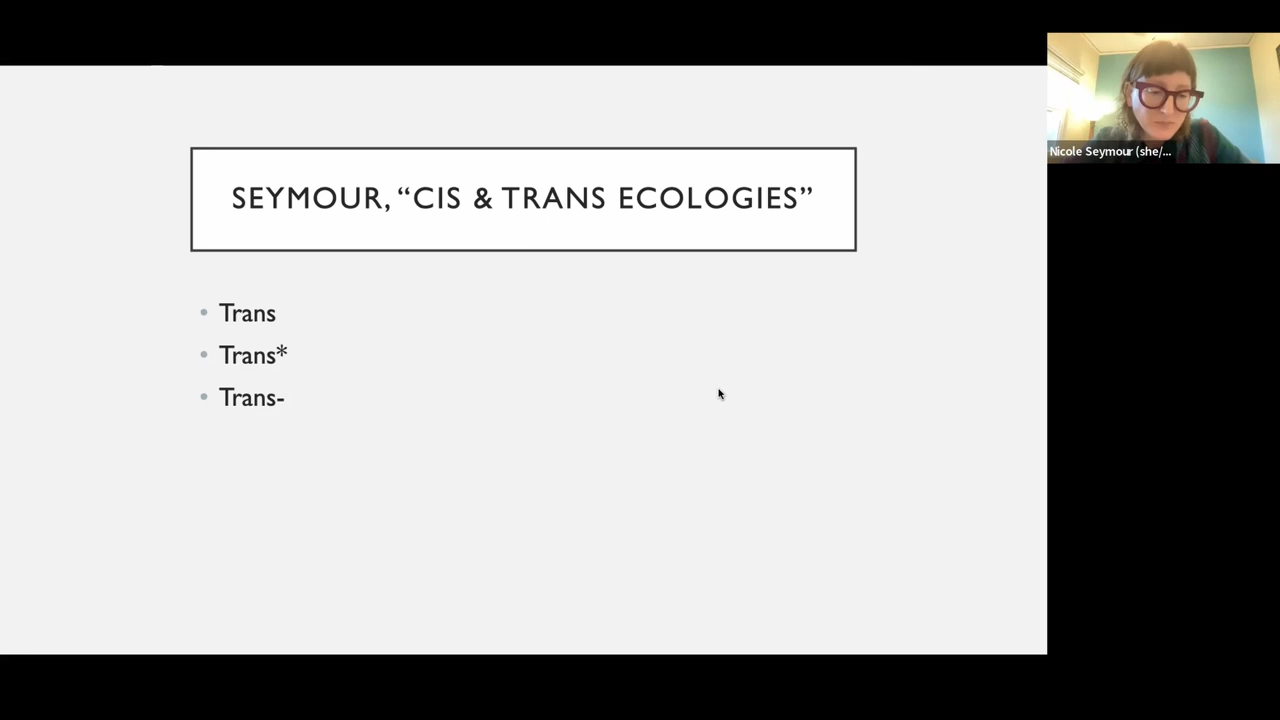 SEYMOUR, “CIS & TRANS ECOLOGIES”
Trans
Trans*
Trans-
Nicole Seymour (she/...